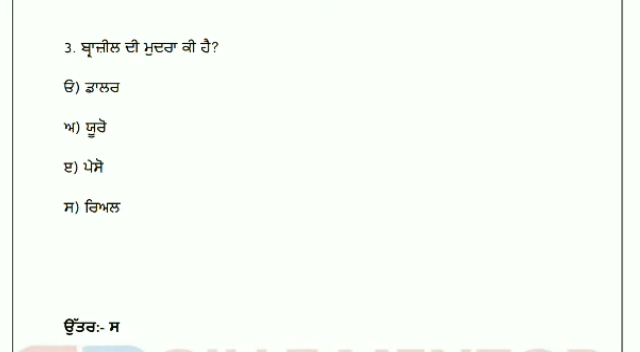 3. ਬ੍ਰਾਜ਼ੀਲ ਦੀ ਮੁਦਰਾ ਕੀ ਹੈ?
ੳ) ਡਾਲਰ
ਅ) ਯੂਰੋ
ੲ) ਪੇਸੋ
ਸ) ਰਿਅਲ
ਉੱਤਰ:- ਸ